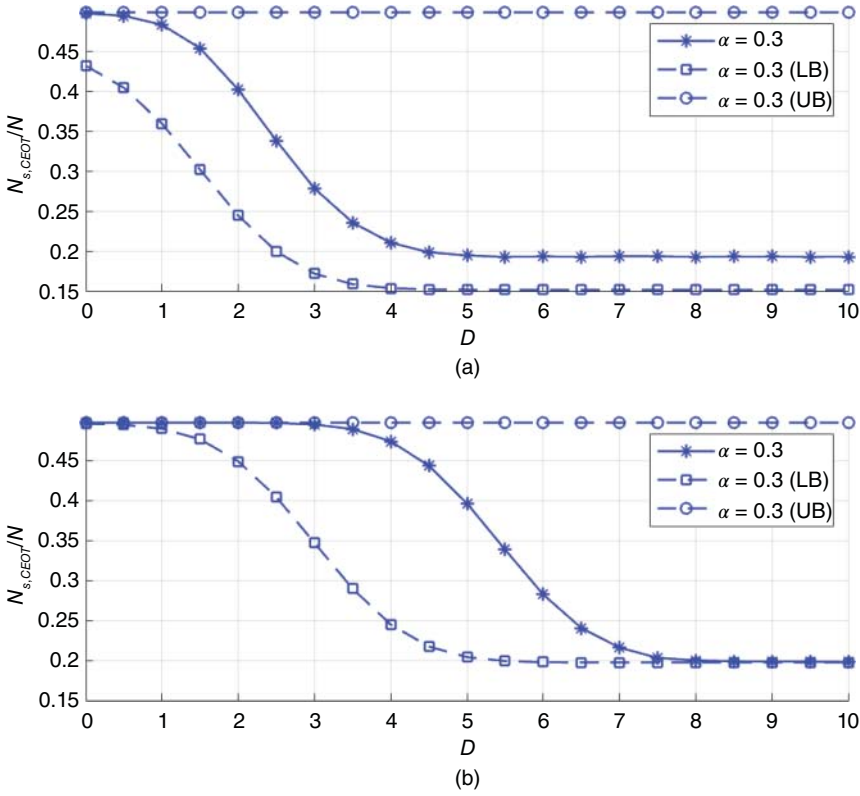 0.45
0.4
0.35
0.3
0.25
0.2
0.15
N_{s,CEOT}/N
α = 0.3
α = 0.3 (LB)
α = 0.3 (UB)
0 1 2 3 4 5 6 7 8 9 10
D
(a)
0.45
0.4
0.35
0.3
0.25
0.2
0.15
N_{s,CEOT}/N
α = 0.3
α = 0.3 (LB)
α = 0.3 (UB)
0 1 2 3 4 5 6 7 8 9 10
D
(b)